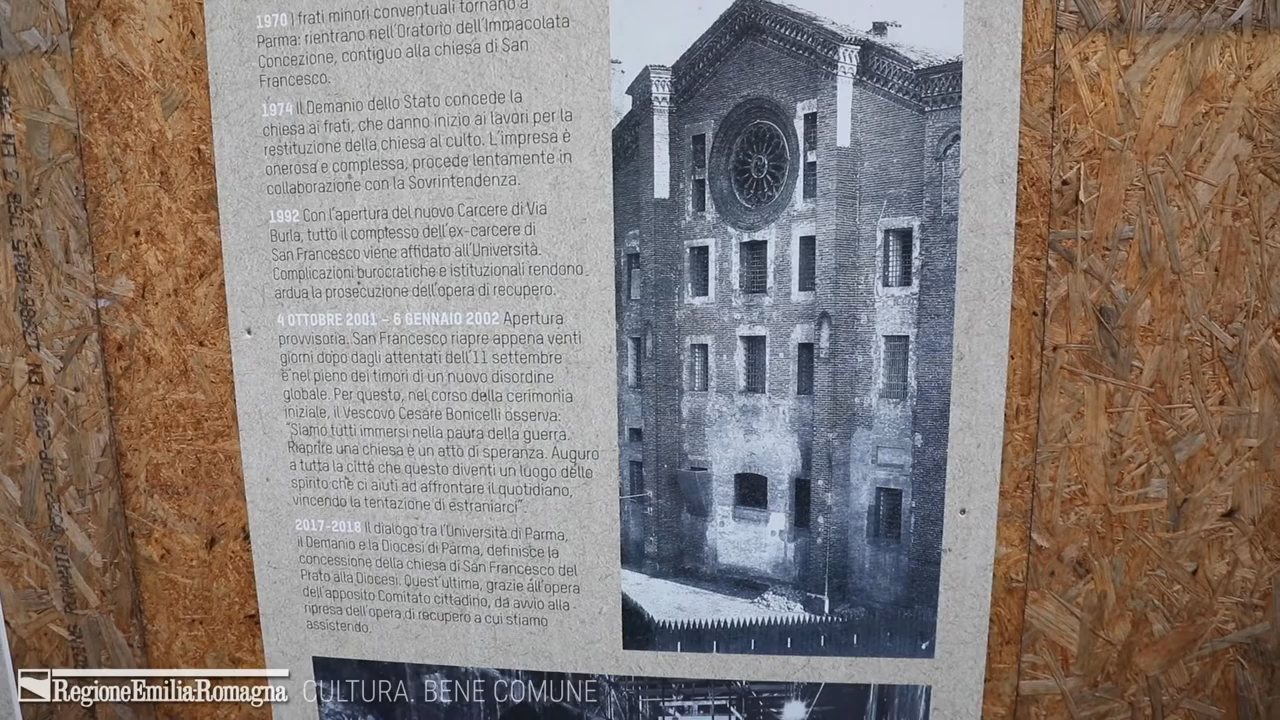 1970 I frati minori conventuali tornano a
Parma: rientrano nell'Oratorio dell'Immacolata
Concezione, contiguo alla chiesa di San
Francesco.
1974 Il Demanio dello Stato concede la
chiesa ai frati, che danno inizio ai lavori per la
restituzione della chiesa al culto. L'impresa è
onerosa e complessa, procede lentamente in
collaborazione con la Sovrintendenza.
1992 Con l'apertura del nuovo Carcere di Via
Burla, tutto il complesso dell'ex-carcere di
San Francesco viene affidato all'Università.
Complicazioni burocratiche e istituzionali rendono
ardua la prosecuzione dell'opera di recupero.
4 OTTOBRE 2001 - 6 GENNAIO 2002 Apertura
provvisoria. San Francesco riapre appena venti
giorni dopo dagli attentati dell'11 settembre
e nel pieno dei timori di un nuovo disordine
globale. Per questo, nel corso della cerimonia
iniziale, il Vescovo Cesare Bonicelli osserva:
"Siamo tutti immersi nella paura della guerra.
Riaprire una chiesa è un atto di speranza. Auguro
a tutta la città che questo diventi un luogo dello
spirito che ci aiuti ad affrontare il quotidiano,
vincendo la tentazione di estraniarci".
2017-2018 Il dialogo tra l'Università di Parma,
il Demanio e la Diocesi di Parma, definisce la
concessione della chiesa di San Francesco del
Prato alla Diocesi. Quest'ultima, grazie all'opera
dell'apposito Comitato cittadino, dà avvio alla
ripresa dell'opera di recupero a cui stiamo
assistendo.
RegioneEmiliaRomagna CULTURA. BENE COMUNE